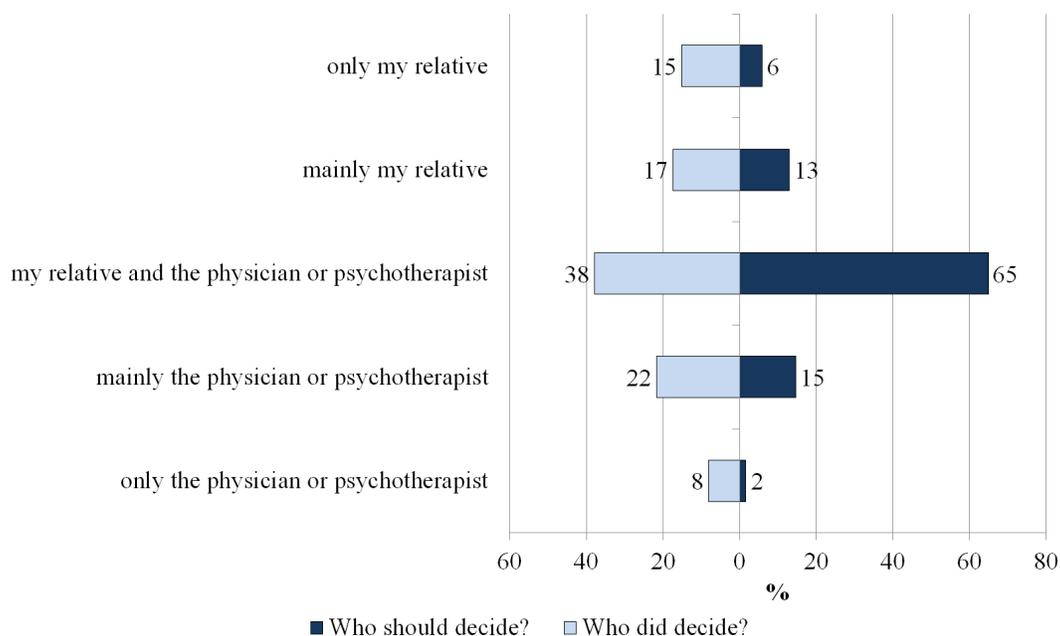 only my relative
15 6
mainly my relative
17 13
my relative and the physician or psychotherapist
38 65
mainly the physician or psychotherapist
22 15
only the physician or psychotherapist
8 2
60 40 20 0 20 40 60 80
%
Who should decide? Who did decide?